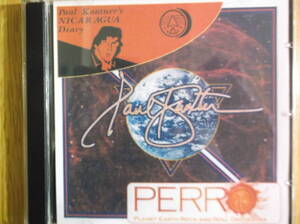 Paul Kantner's
NICARAGUA
Diary
Paul Kantner
PERRO
PLANET EARTH ROCK AND ROLL ORCHESTRA